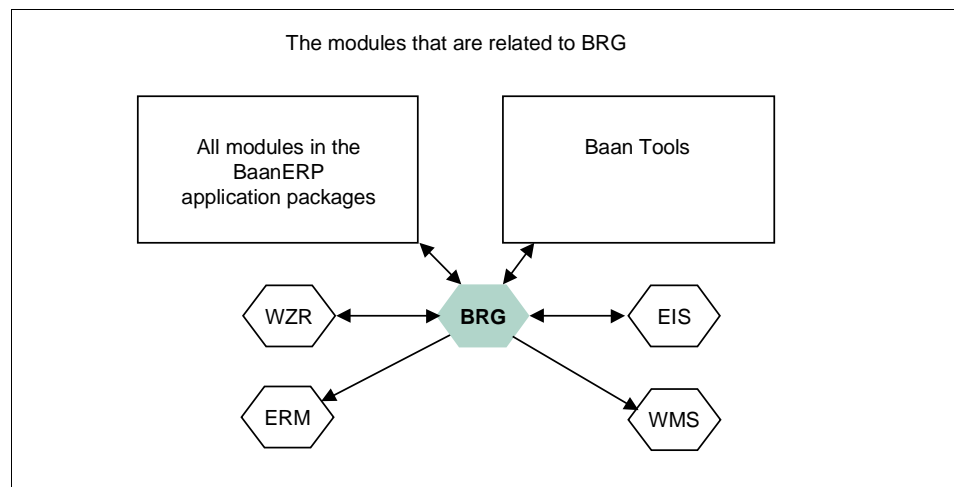 The modules that are related to BRG
All modules in the
BaanERP
application packages
Baan Tools
WZR
BRG
EIS
ERM
WMS